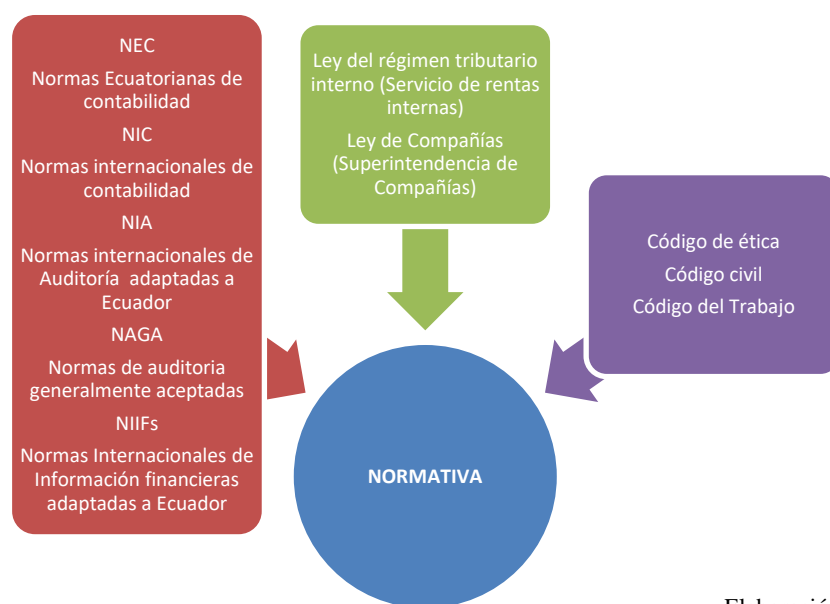 NEC
Normas Ecuatorianas de
contabilidad
NIC
Normas internacionales de
contabilidad
NIA
Normas internacionales de
Auditoría adaptadas a
Ecuador
NAGA
Normas de auditoria
generalmente aceptadas
NIIFs
Normas Internacionales de
Información financieras
adaptadas a Ecuador
Ley del régimen tributario
interno (Servicio de rentas
internas)
Ley de Compañías
(Superintendencia de
Compañías)
Código de ética
Código civil
Código del Trabajo
NORMATIVA